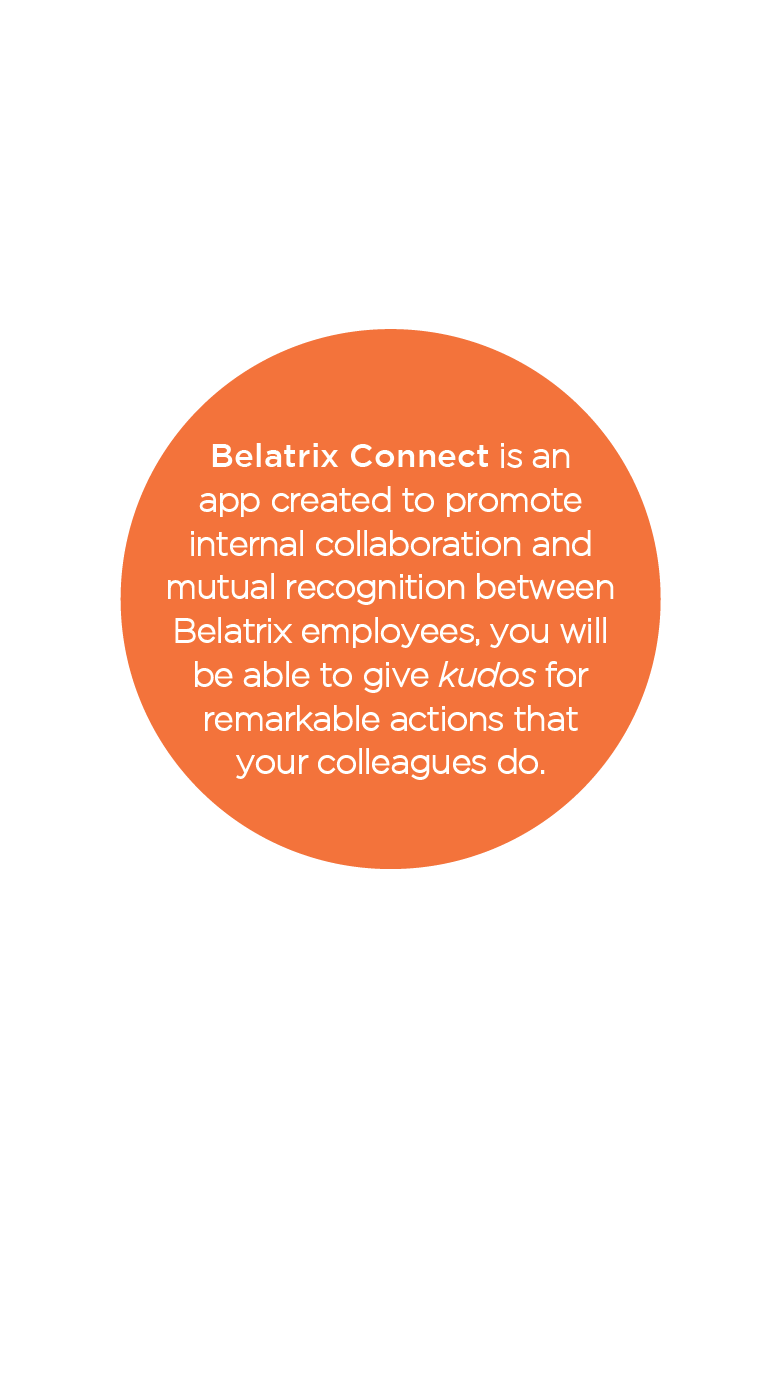 Belatrix Connect is an
app created to promote
internal collaboration and
mutual recognition between
Belatrix employees, you will
be able to give kudos for
remarkable actions that
your colleagues do.